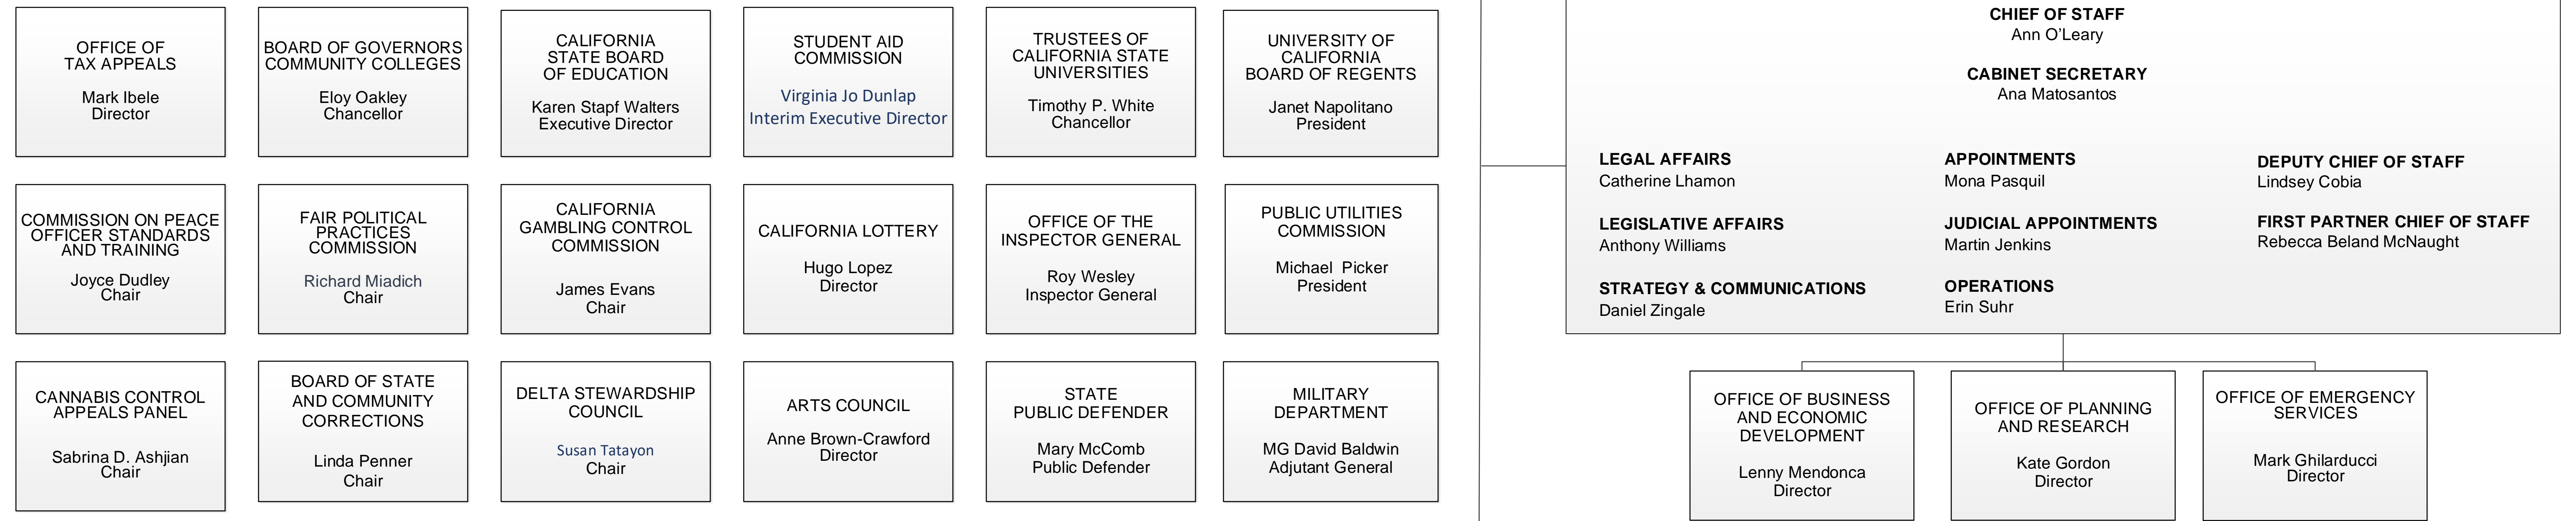 OFFICE OF
TAX APPEALS
Mark Ibele
Director
BOARD OF GOVERNORS
COMMUNITY COLLEGES
Eloy Oakley
Chancellor
CALIFORNIA
STATE BOARD
OF EDUCATION
Karen Stapf Walters
Executive Director
STUDENT AID
COMMISSION
Virginia Jo Dunlap
Interim Executive Director
TRUSTEES OF
CALIFORNIA STATE
UNIVERSITIES
Timothy P. White
Chancellor
UNIVERSITY OF
CALIFORNIA
BOARD OF REGENTS
Janet Napolitano
President
COMMISSION ON PEACE
OFFICER STANDARDS
AND TRAINING
Joyce Dudley
Chair
FAIR POLITICAL
PRACTICES
COMMISSION
Richard Miadich
Chair
CALIFORNIA
GAMBLING CONTROL
COMMISSION
James Evans
Chair
CALIFORNIA LOTTERY
Hugo Lopez
Director
OFFICE OF THE
INSPECTOR GENERAL
Roy Wesley
Inspector General
PUBLIC UTILITIES
COMMISSION
Michael  Picker
President
CANNABIS CONTROL
APPEALS PANEL
Sabrina D. Ashjian
Chair
BOARD OF STATE
AND COMMUNITY
CORRECTIONS
Linda Penner
Chair
DELTA STEWARDSHIP
COUNCIL
Susan Tatayon
Chair
ARTS COUNCIL
Anne Brown-Crawford
Director
STATE
PUBLIC DEFENDER
Mary McComb
Public Defender
MILITARY
DEPARTMENT
MG David Baldwin
Adjutant General
CHIEF OF STAFF
Ann O'Leary
CABINET SECRETARY
Ana Matosantos
LEGAL AFFAIRS
Catherine Lhamon
LEGISLATIVE AFFAIRS
Anthony Williams
STRATEGY & COMMUNICATIONS
Daniel Zingale
APPOINTMENTS
Mona Pasquil
JUDICIAL APPOINTMENTS
Martin Jenkins
OPERATIONS
Erin Suhr
DEPUTY CHIEF OF STAFF
Lindsey Cobia
FIRST PARTNER CHIEF OF STAFF
Rebecca Beland McNaught
OFFICE OF BUSINESS
AND ECONOMIC
DEVELOPMENT
Lenny Mendonca
Director
OFFICE OF PLANNING
AND RESEARCH
Kate Gordon
Director
OFFICE OF EMERGENCY
SERVICES
Mark Ghilarducci
Director